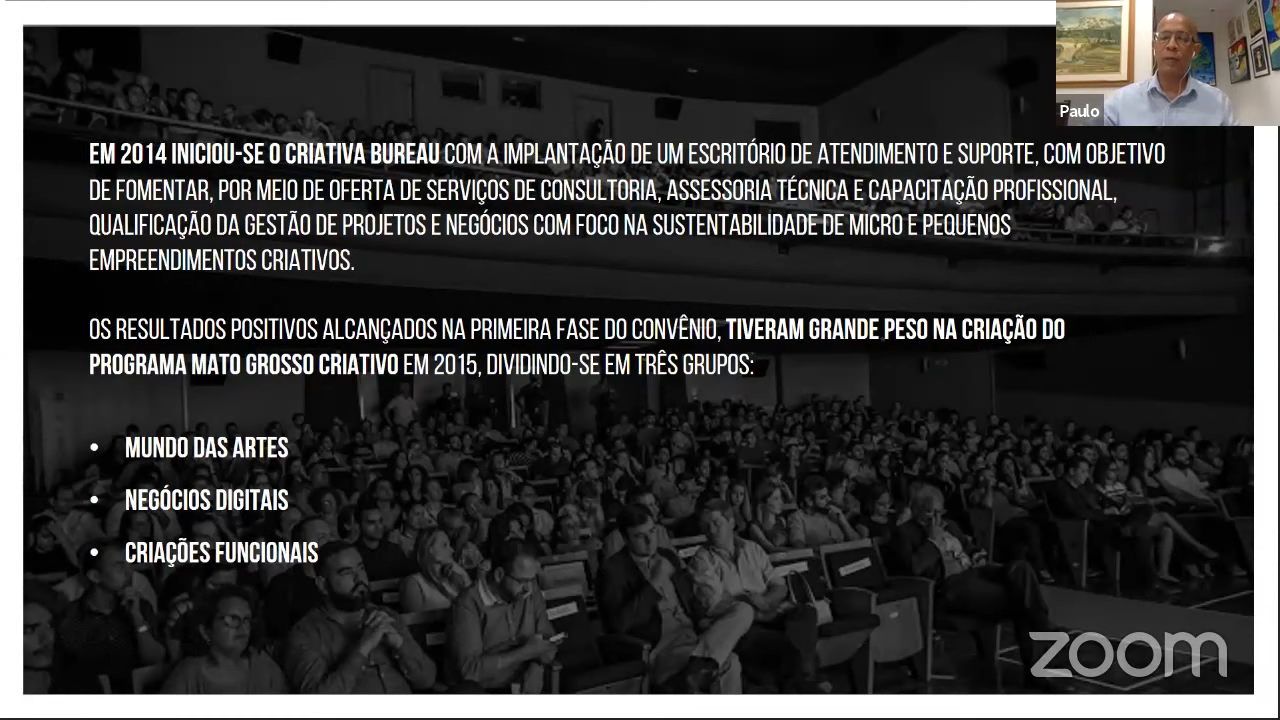 Paulo
EM 2014 INICIOU-SE O CRIATIVA BUREAU COM A IMPLANTAÇÃO DE UM ESCRITÓRIO DE ATENDIMENTO E SUPORTE, COM OBJETIVO
DE FOMENTAR, POR MEIO DE OFERTA DE SERVIÇOS DE CONSULTORIA, ASSESSORIA TÉCNICA E CAPACITAÇÃO PROFISSIONAL,
QUALIFICAÇÃO DA GESTÃO DE PROJETOS E NEGÓCIOS COM FOCO NA SUSTENTABILIDADE DE MICRO E PEQUENOS
EMPREENDIMENTOS CRIATIVOS.
OS RESULTADOS POSITIVOS ALCANÇADOS NA PRIMEIRA FASE DO CONVÊNIO, TIVERAM GRANDE PESO NA CRIAÇÃO DO
PROGRAMA MATO GROSSO CRIATIVO EM 2015, DIVIDINDO-SE EM TRÊS GRUPOS:
• MUNDO DAS ARTES
• NEGÓCIOS DIGITAIS
• CRIAÇÕES FUNCIONAIS
zoom